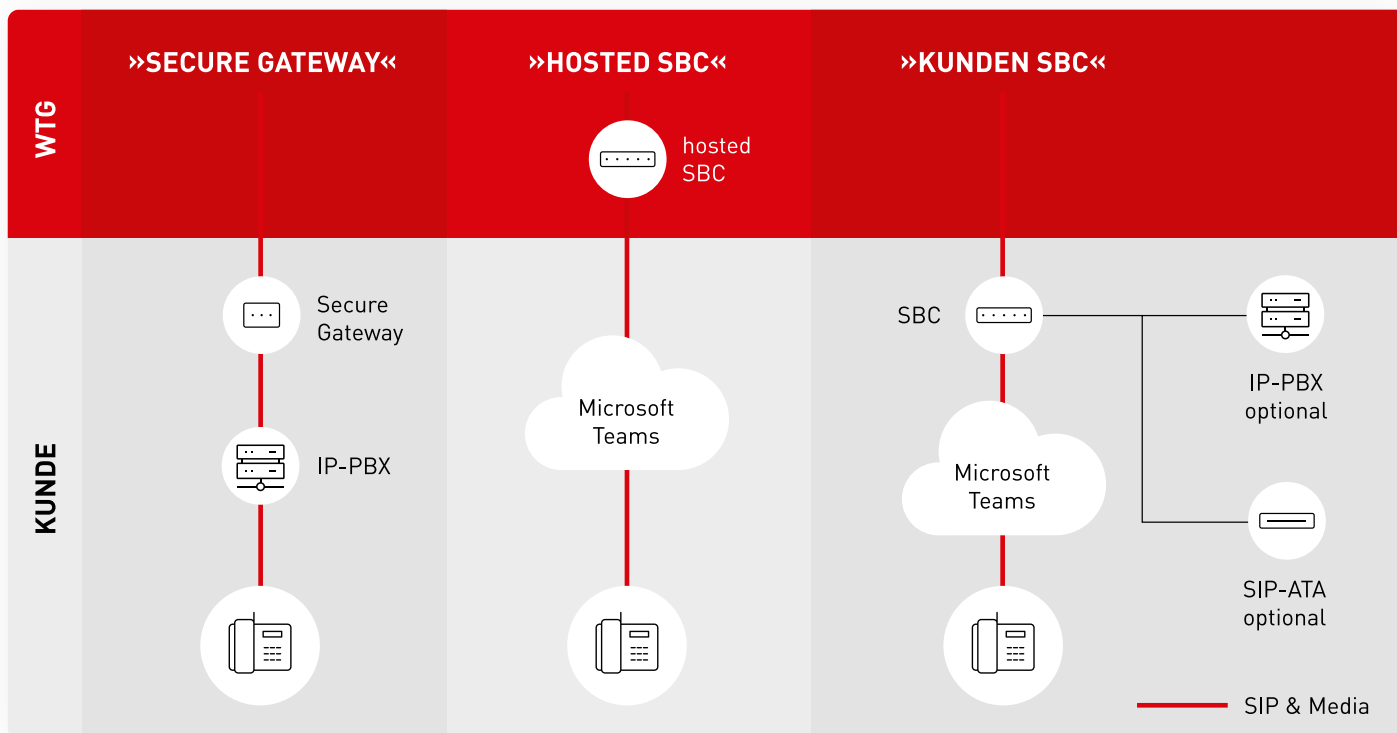 »SECURE GATEWAY«
»HOSTED SBC«
»KUNDEN SBC«
WTG
hosted
SBC
KUNDE
Secure
Gateway
IP-PBX
Microsoft
Teams
SBC
Microsoft
Teams
IP-PBX
optional
SIP-ATA
optional
SIP & Media